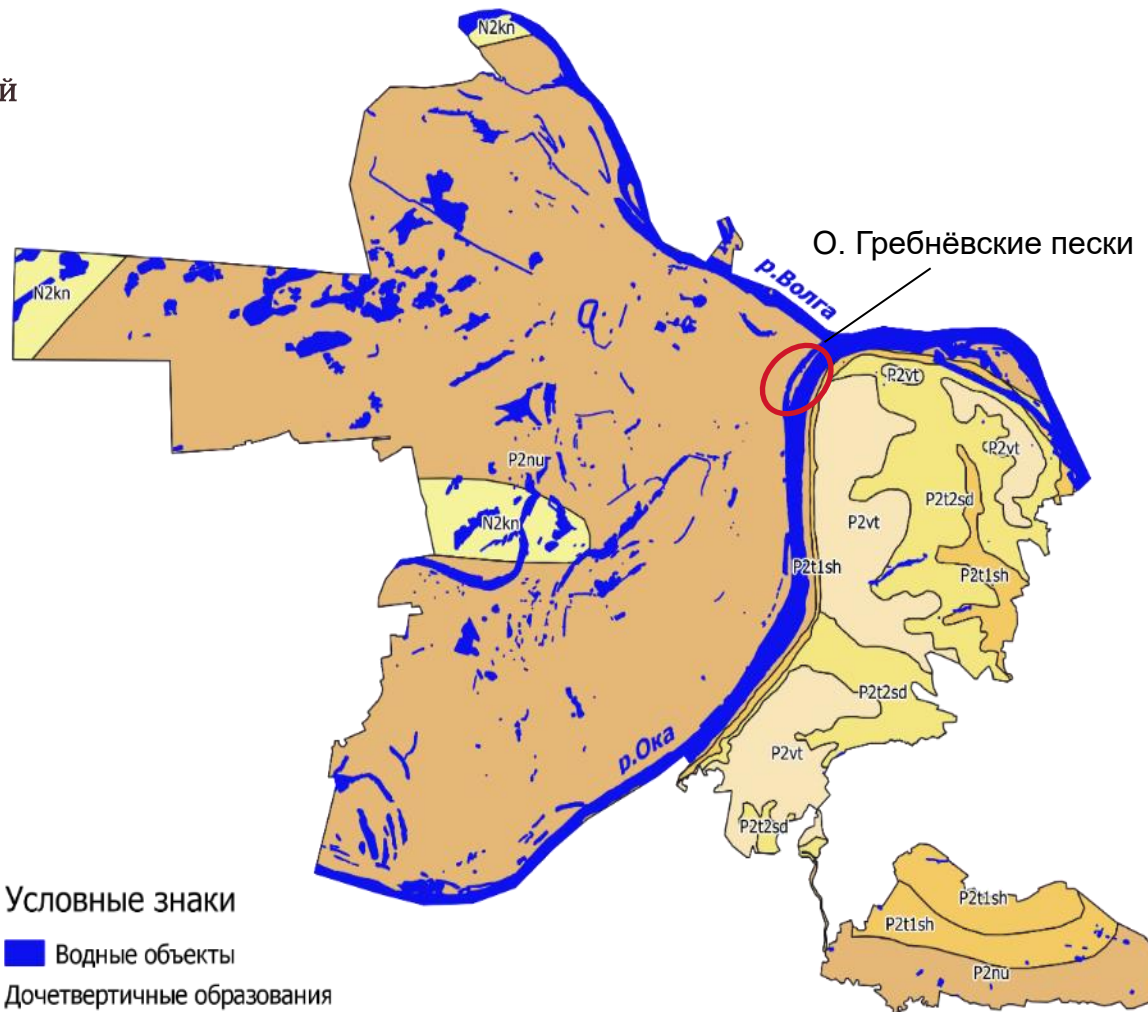 й
N2kn
О. Гребнёвские пески
р.Волга
N2kn
P2vt
P2vt
P2nu
P2t2sd
N2kn
P2vt
P2t1sh
P2t1sh
P2t2sd
р.Ока
P2vt
P2t2sd
Условные знаки
P2t1sh
P2t1sh
Водные объекты
P2nu
Дочетвертичные образования